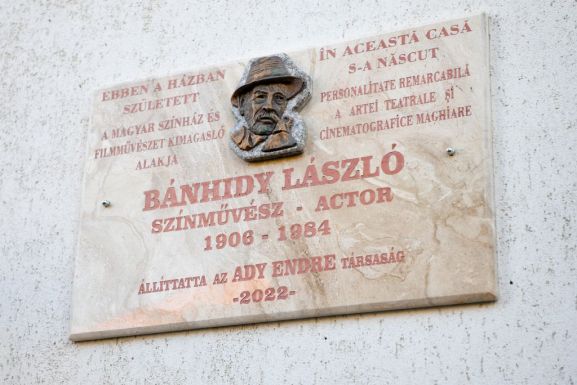 EBBEN A HÁZBAN
SZÜLETETT
A MAGYAR SZÍNHÁZ ÉS
FILMMŰVÉSZET KIMAGASLÓ
ALAKJA
ÎN ACEASTĂ CASĂ
S-A NĂSCUT
PERSONALITATE REMARCABILĂ
A ARTEI TEATRALE ȘI
CINEMATOGRAFICE MAGHIARE
BÁNHIDY LÁSZLÓ
SZÍNMŰVÉSZ - ACTOR
1906 - 1984
ÁLLÍTTATTA AZ ADY ENDRE TÁRSASÁG
-2022-